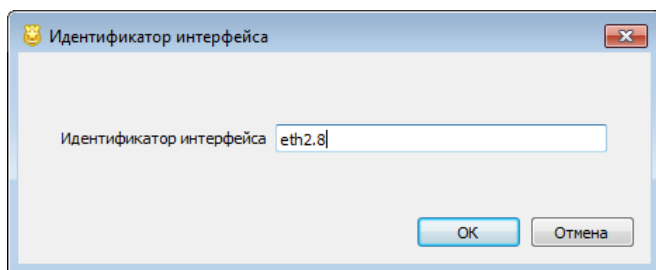 Идентификатор интерфейса
Идентификатор интерфейса eth2.8
OK Отмена